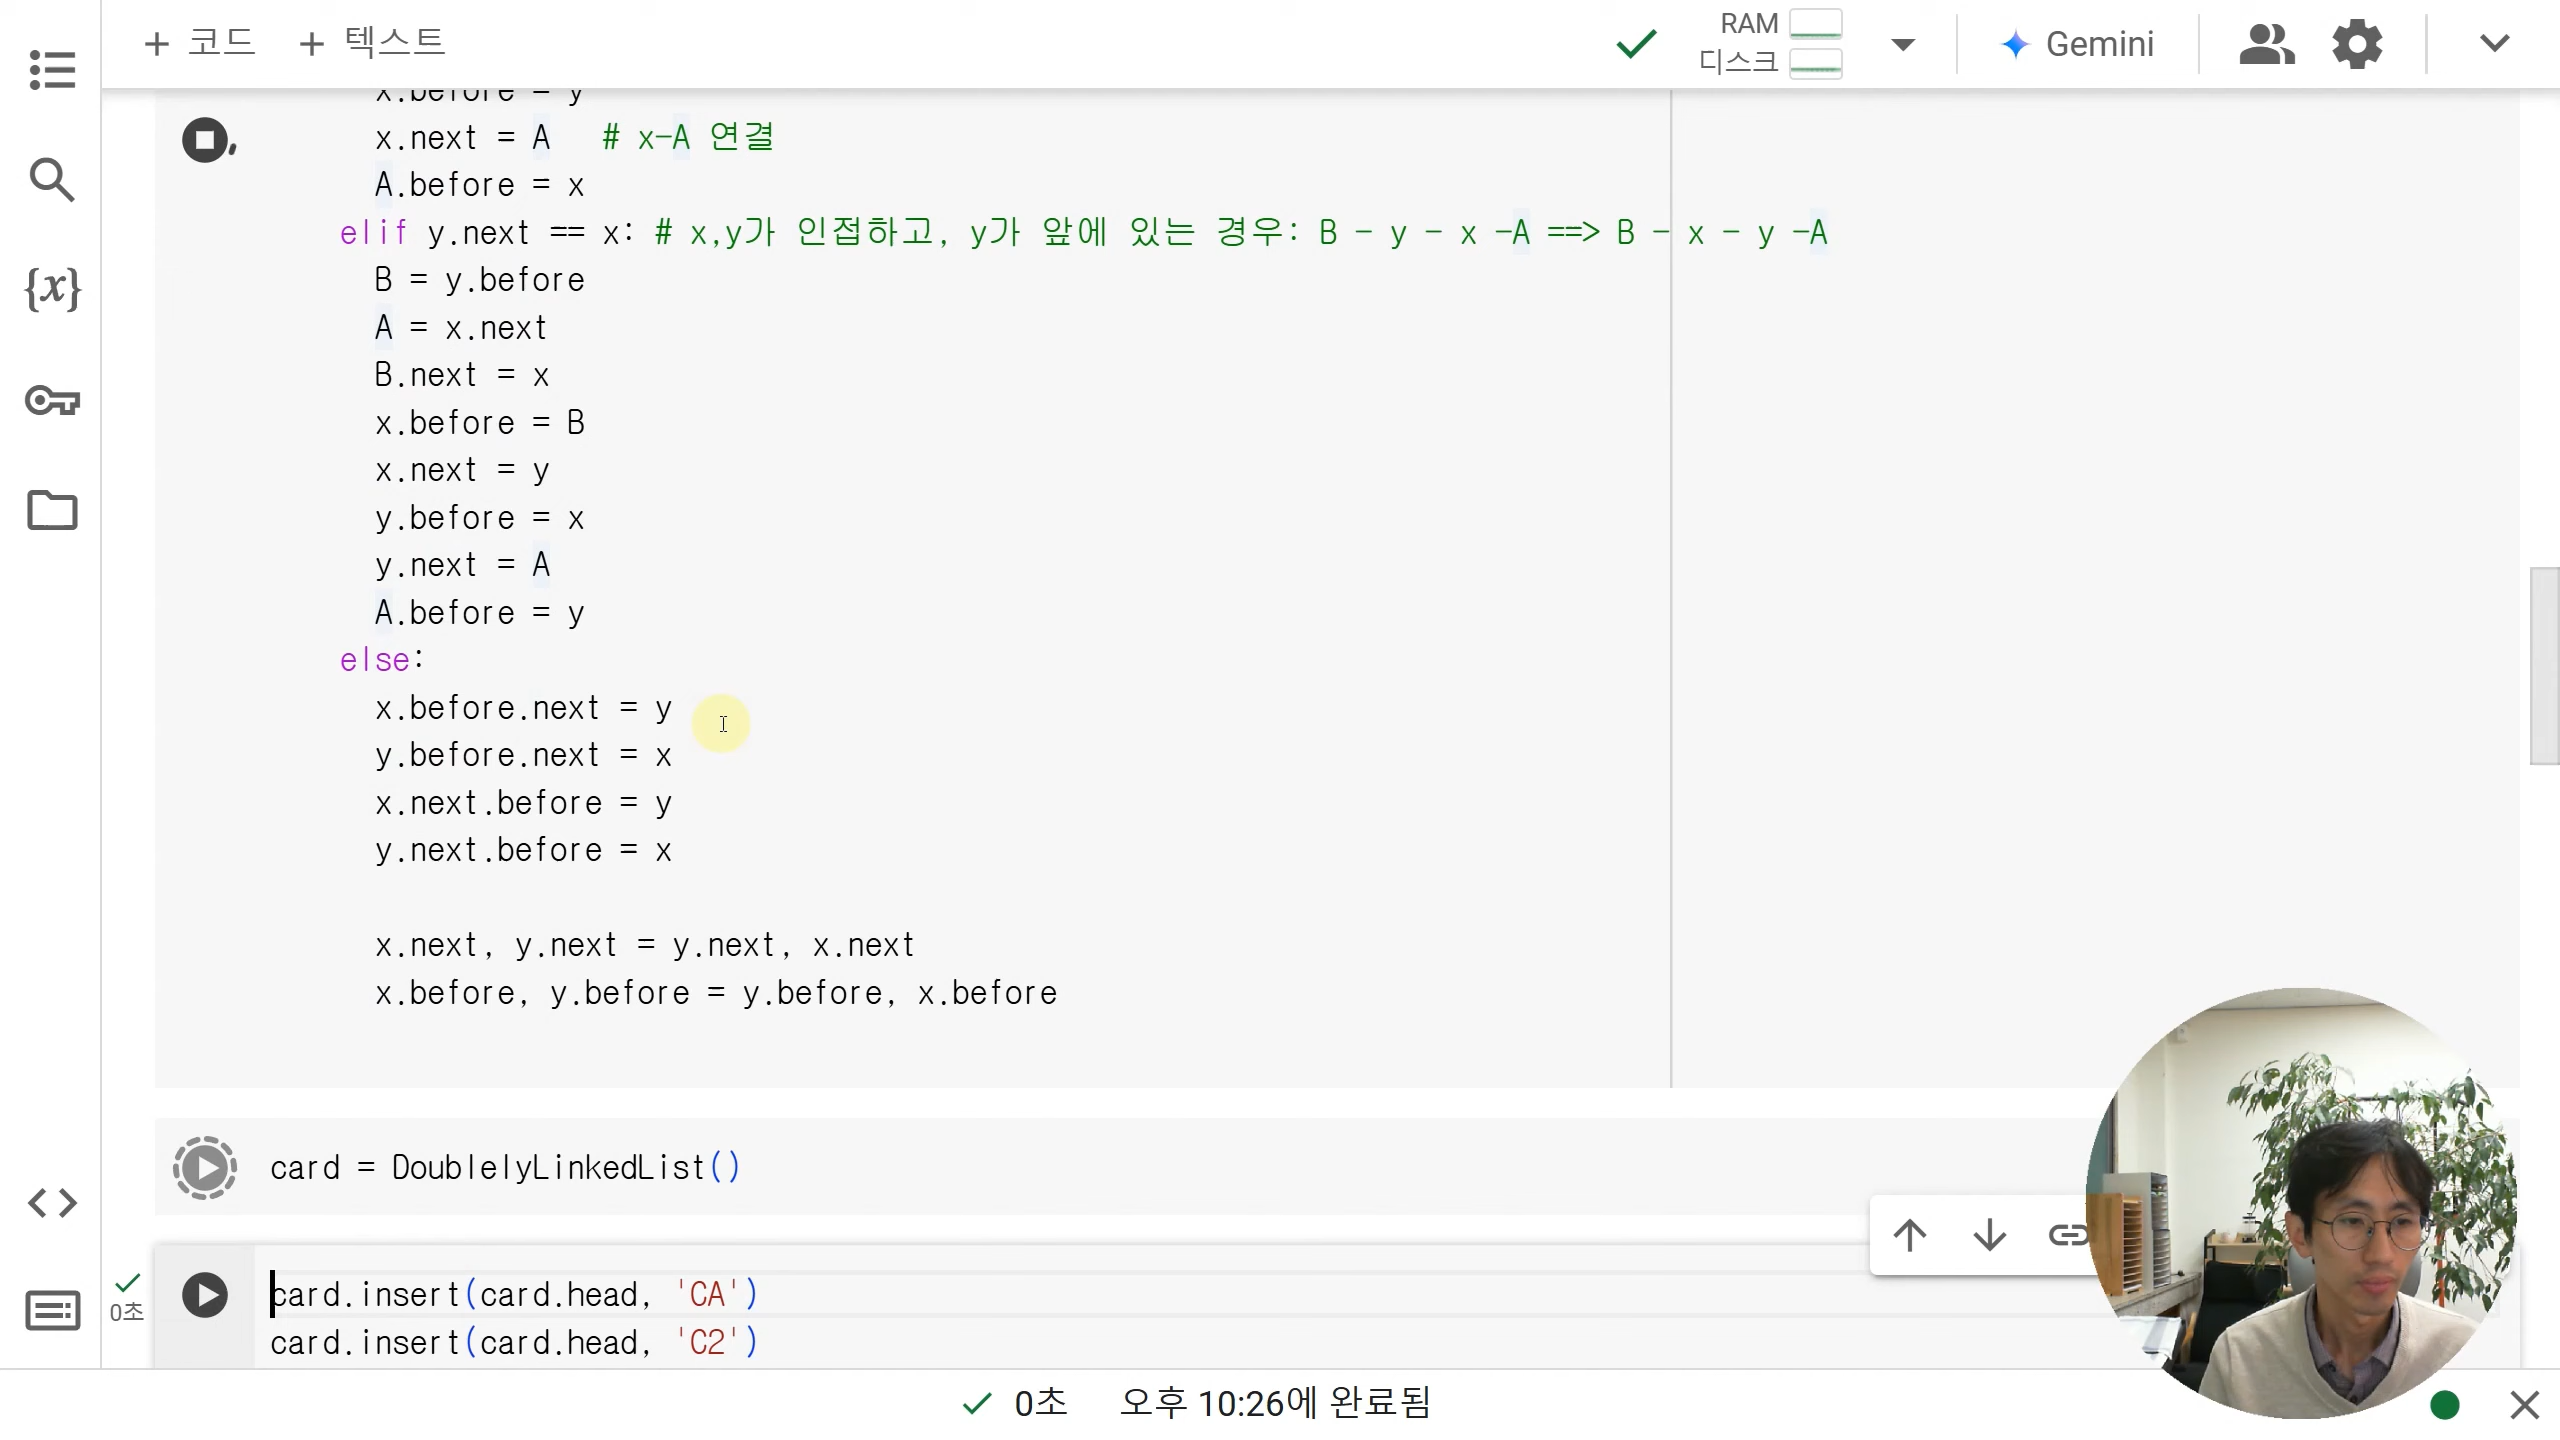 + 코드 + 텍스트
RAM
디스크
Gemini
x.before = y
x.next = A # x-A 연결
A.before = x
elif y.next == x: # x,y가 인접하고, y가 앞에 있는 경우: B - y - x -A ==> B - x - y -A
B = y.before
A = x.next
B.next = x
x.before = B
x.next = y
y.before = x
y.next = A
A.before = y
else:
x.before.next = y
y.before.next = x
x.next.before = y
y.next.before = x
x.next, y.next = y.next, x.next
x.before, y.before = y.before, x.before
card = DoublelyLinkedList()
0초
card.insert(card.head, 'CA')
card.insert(card.head, 'C2')
0초 오후 10:26에 완료됨
{x}